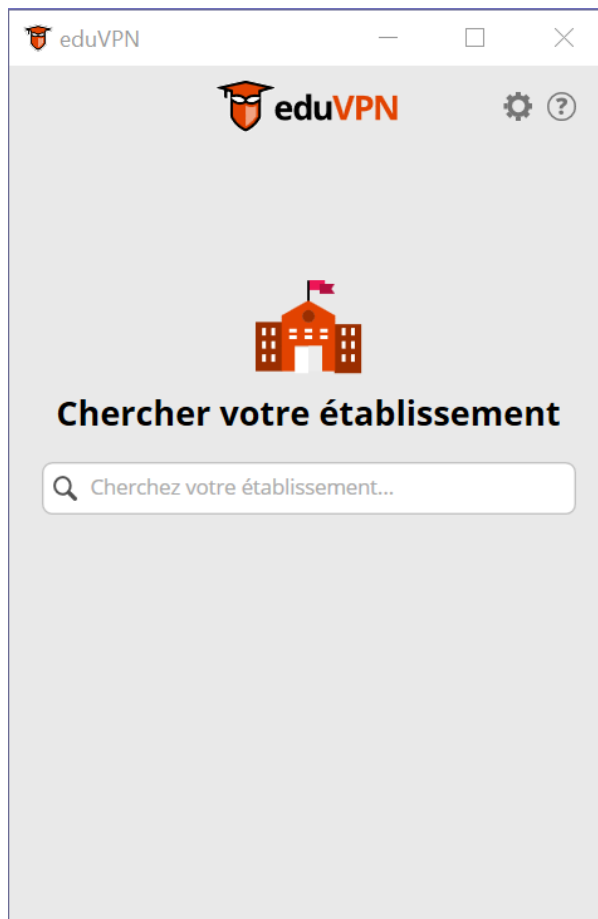 eduVPN
eduVPN
Chercher votre établissement
Cherchez votre établissement...